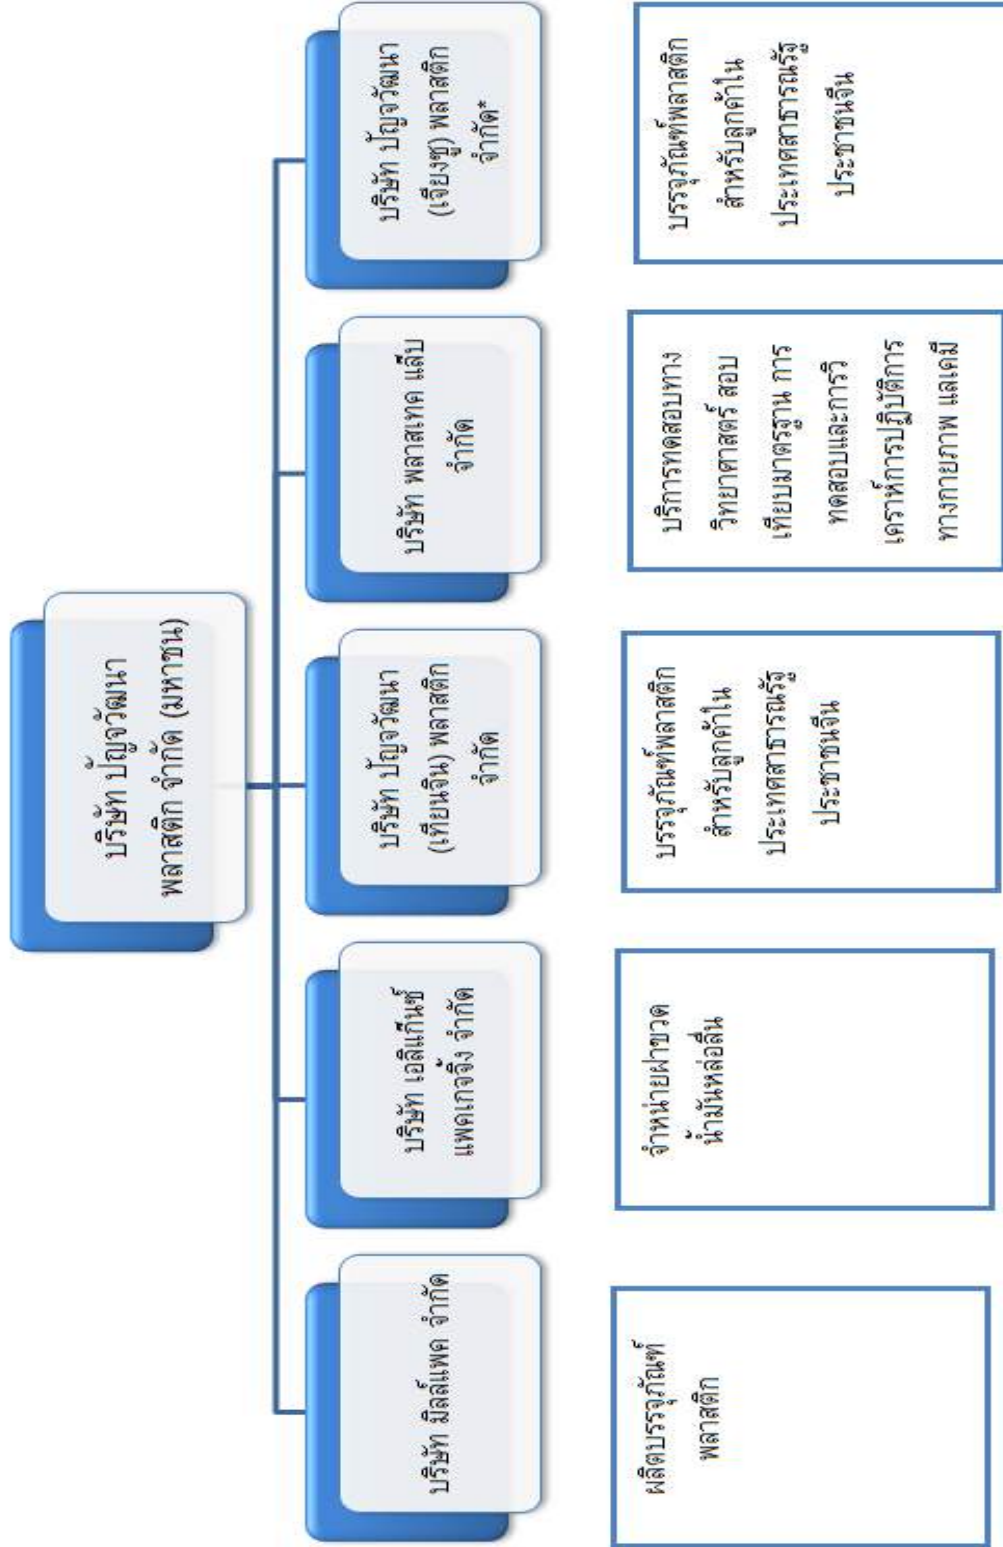 บริษัท ปัญจวัฒนา
พลาสติก จำกัด (มหาชน)
บริษัท มิลล์แพค จำกัด
บริษัท เอลิแก็นซ์
แพคเกจจิ้ง จำกัด
บริษัท ปัญจวัฒนา
(เทียนจิน) พลาสติก
จำกัด
บริษัท พลาสเทค แล็บ
จำกัด
บริษัท ปัญจวัฒนา
(เจียงซู) พลาสติก
จำกัด*
ผลิตบรรจุภัณฑ์
พลาสติก
จำหน่ายฝาขวด
น้ำมันหล่อลื่น
บรรจุภัณฑ์พลาสติก
สำหรับลูกค้าใน
ประเทศสาธารณรัฐ
ประชาชนจีน
บริการทดสอบทาง
วิทยาศาสตร์ สอบ
เทียบมาตรฐาน การ
ทดสอบและการวิ
เคราห์การปฏิบัติการ
ทางกายภาพ แลเคมี
บรรจุภัณฑ์พลาสติก
สำหรับลูกค้าใน
ประเทศสาธารณรัฐ
ประชาชนจีน